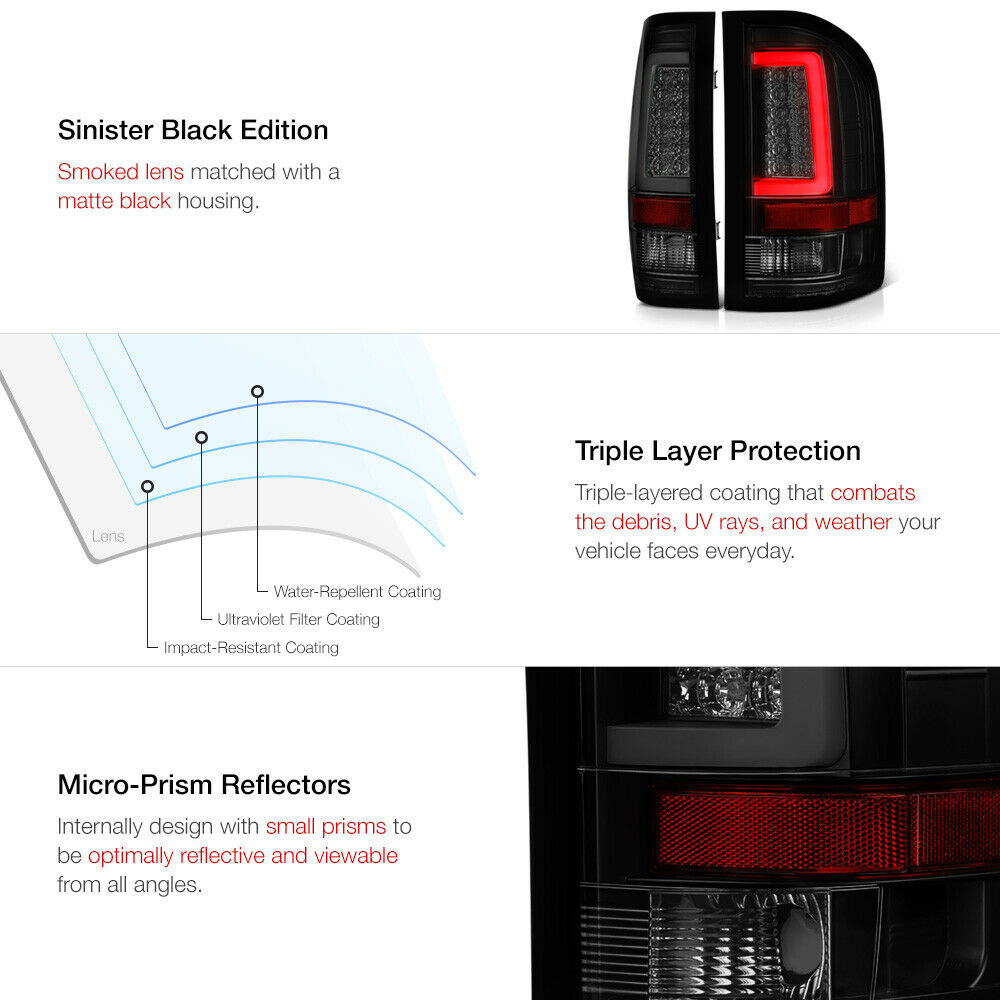 Sinister Black Edition
Smoked lens matched with a
matte black housing.
Lens
Water-Repellent Coating
Ultraviolet Filter Coating
Impact-Resistant Coating
Triple Layer Protection
Triple-layered coating that combats
the debris, UV rays, and weather your
vehicle faces everyday.
Micro-Prism Reflectors
Internally design with small prisms to
be optimally reflective and viewable
from all angles.